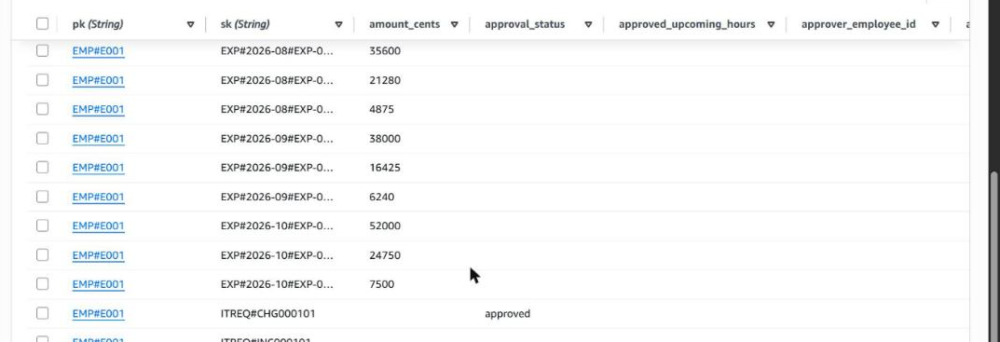 pk (String) sk (String) amount_cents approval_status approved_upcoming_hours approver_employee_id a
EMP#E001 EXP#2026-08#EXP-0... 35600
EMP#E001 EXP#2026-08#EXP-0... 21280
EMP#E001 EXP#2026-08#EXP-0... 4875
EMP#E001 EXP#2026-09#EXP-0... 38000
EMP#E001 EXP#2026-09#EXP-0... 16425
EMP#E001 EXP#2026-09#EXP-0... 6240
EMP#E001 EXP#2026-10#EXP-0... 52000
EMP#E001 EXP#2026-10#EXP-0... 24750
EMP#E001 EXP#2026-10#EXP-0... 7500
EMP#E001 ITREQ#CHG000101 approved
EMP#E001 ITREQ#INC000101